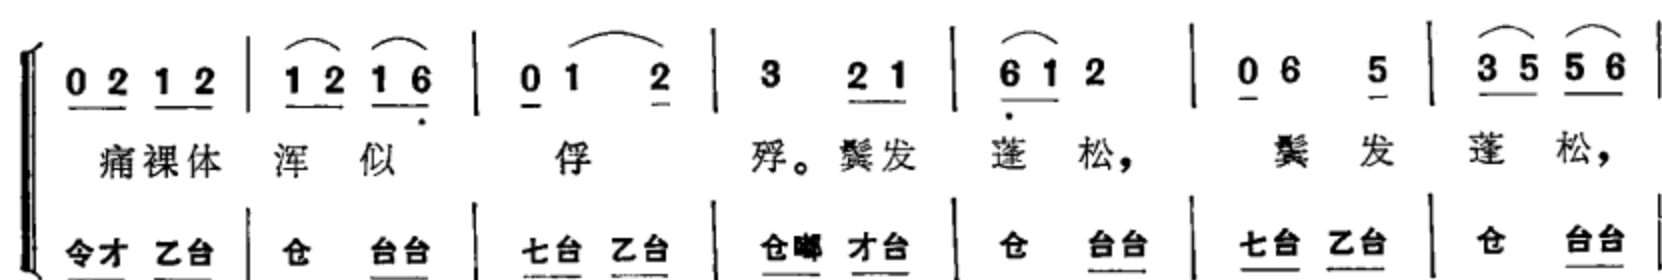 0 2 1 2 | 1 2 1 6 | 0 1 2 | 3 2 1 | 6 1 2 | 0 6 5 | 3 5 5 6 |
痛裸体 浑 似 俘 殍。鬓发 蓬 松， 鬓 发 蓬 松，
令才 乙台 | 仓 台台 | 七台 乙台 | 仓啷 才台 | 仓 台台 | 七台 乙台 | 仓 台台 |